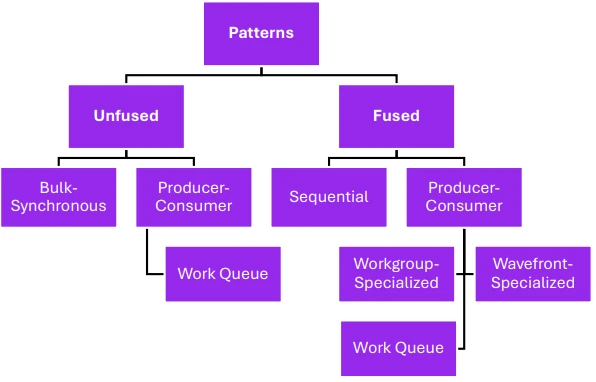 Patterns
Unfused
Fused
Bulk-
Synchronous
Producer-
Consumer
Sequential
Producer-
Consumer
Work Queue
Workgroup-
Specialized
Wavefront-
Specialized
Work Queue